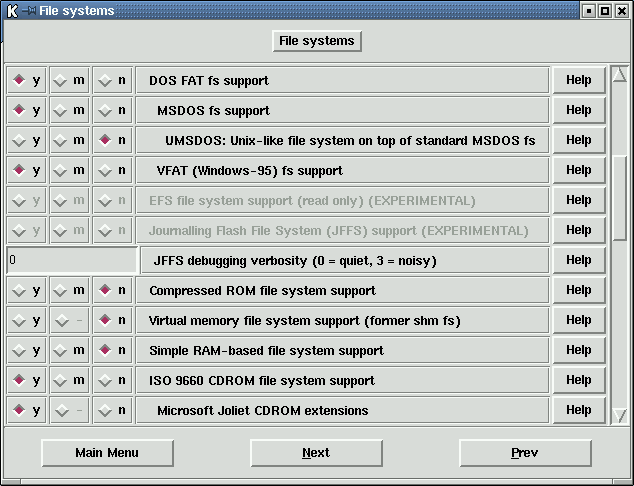 File systems
File systems
y m n DOS FAT fs support Help
y m n MSDOS fs support Help
y m n UMSDOS: Unix-like file system on top of standard MSDOS fs Help
y m n VFAT (Windows-95) fs support Help
y m n EFS file system support (read only) (EXPERIMENTAL) Help
y m n Journalling Flash File System (JFFS) support (EXPERIMENTAL) Help
0 JFFS debugging verbosity (0 = quiet, 3 = noisy) Help
y m n Compressed ROM file system support Help
y - n Virtual memory file system support (former shm fs) Help
y m n Simple RAM-based file system support Help
y m n ISO 9660 CDROM file system support Help
y - n Microsoft Joliet CDROM extensions Help
Main Menu Next Prev